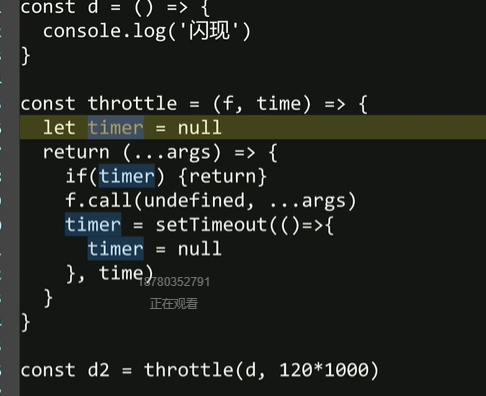 const d = () => {
  console.log('闪现')
}
const throttle = (f, time) => {
  let timer = null
  return (...args) => {
    if(timer) {return}
    f.call(undefined, ...args)
    timer = setTimeout(()=>{
      timer = null
    }, time)
18780352791
正在观看
  }
}
const d2 = throttle(d, 120*1000)